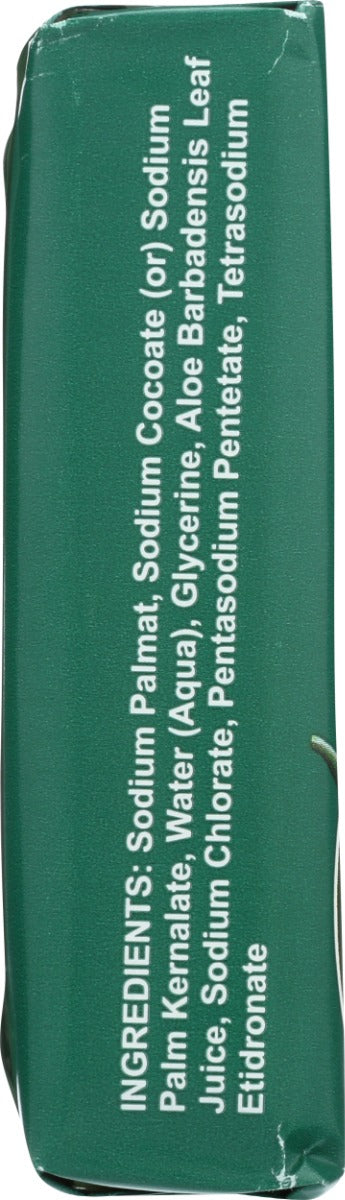 INGREDIENTS: Sodium Palmat, Sodium Cocoate (or) Sodium
Palm Kernalate, Water (Aqua), Glycerine, Aloe Barbadensis Leaf
Juice, Sodium Chlorate, Pentasodium Pentetate, Tetrasodium
Etidronate